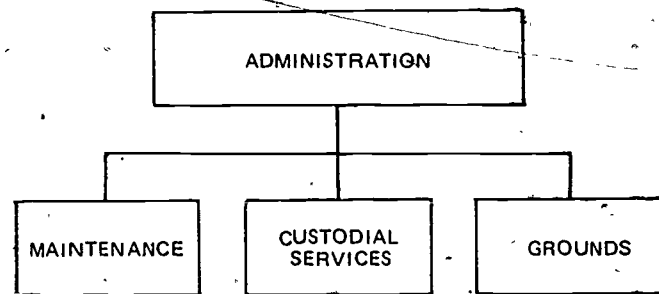 ADMINISTRATION
MAINTENANCE
CUSTODIAL
SERVICES
GROUNDS